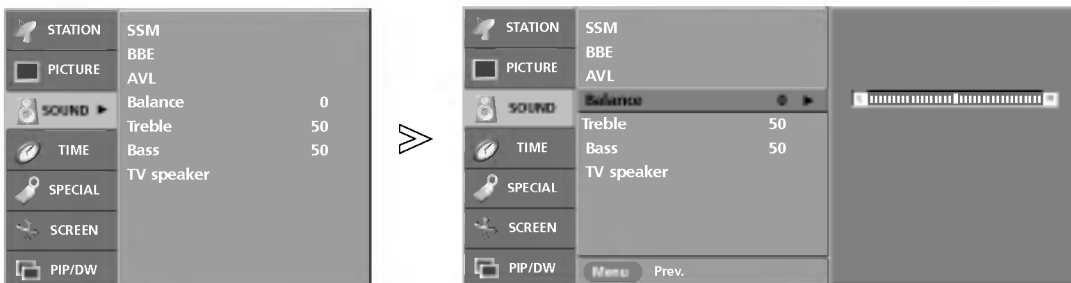 STATION
PICTURE
SOUND
TIME
SPECIAL
SCREEN
PIP/DW
SSM
BBE
AVL
Balance 0
Treble 50
Bass 50
TV speaker
STATION
PICTURE
SOUND
TIME
SPECIAL
SCREEN
PIP/DW
SSM
BBE
AVL
Balance 0
Treble 50
Bass 50
TV speaker
Menu Prev.